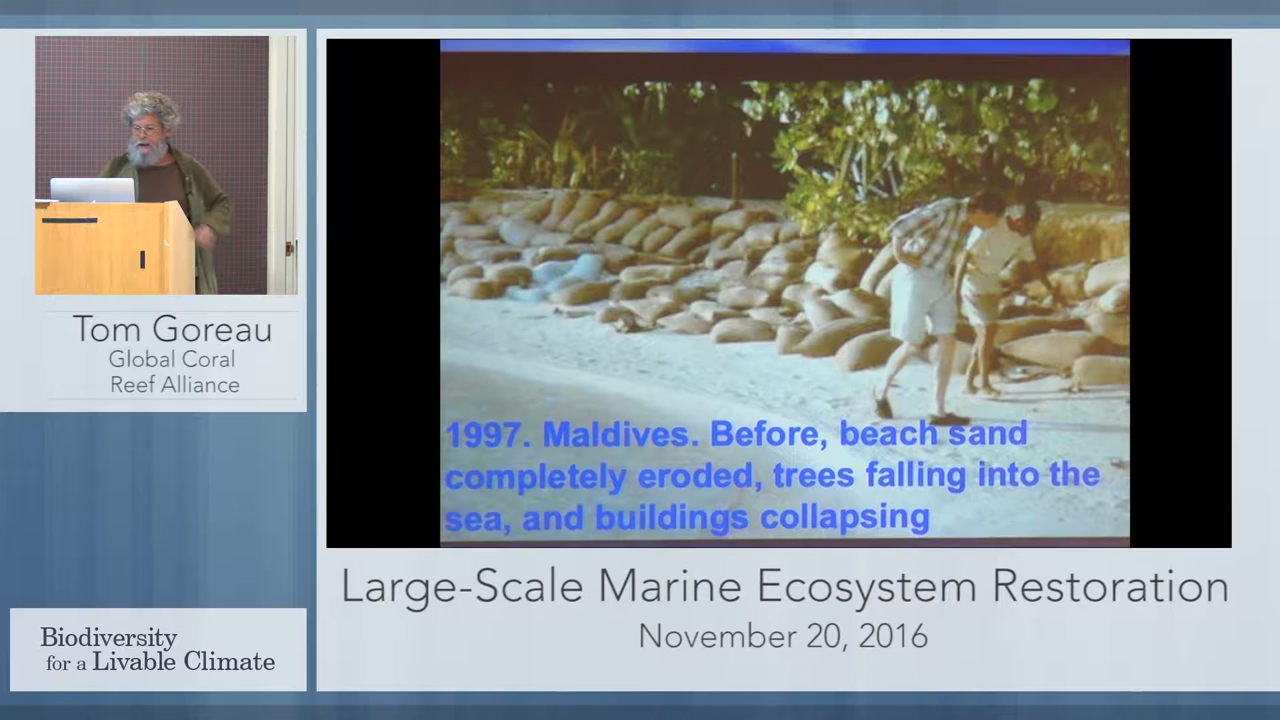 Tom Goreau
Global Coral
Reef Alliance
Biodiversity
for a Livable Climate
1997. Maldives. Before, beach sand
completely eroded, trees falling into the
sea, and buildings collapsing
Large-Scale Marine Ecosystem Restoration
November 20, 2016